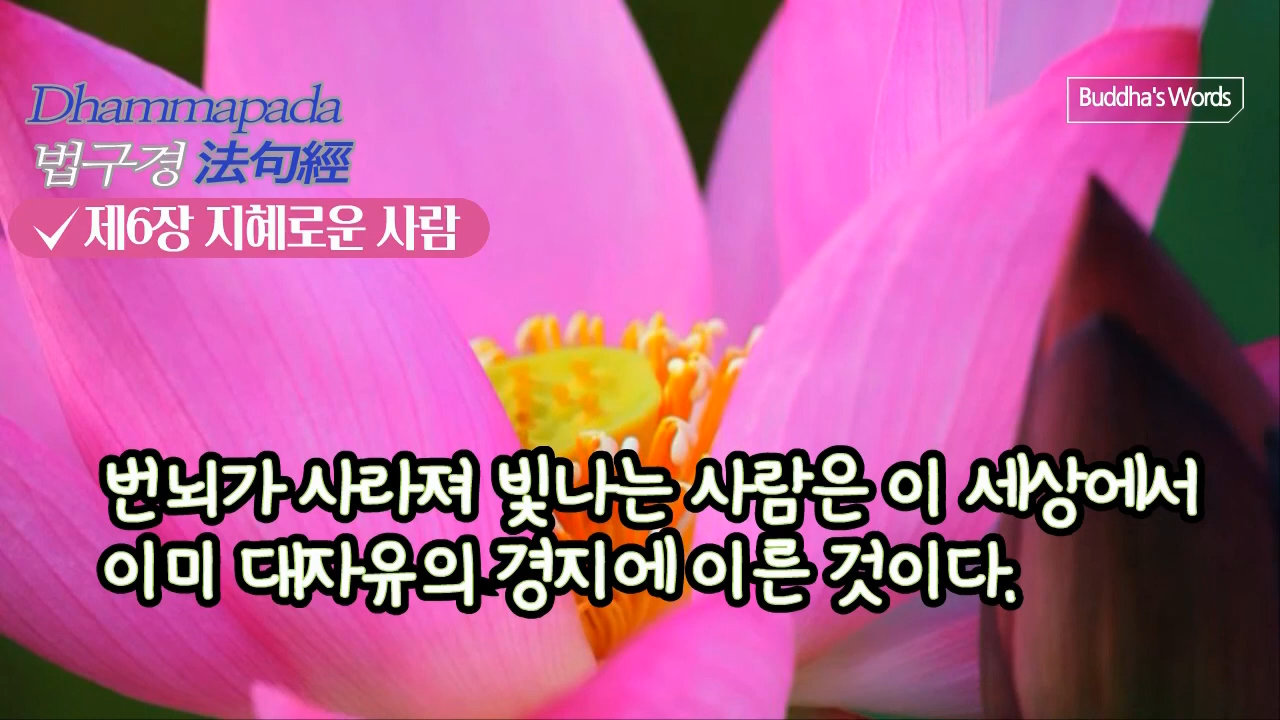 Dhammapada
법구경 法句經
제6장 지혜로운 사람
Buddha's Words
번뇌가 사라져 빛나는 사람은 이 세상에서
이미 대자유의 경지에 이른 것이다.